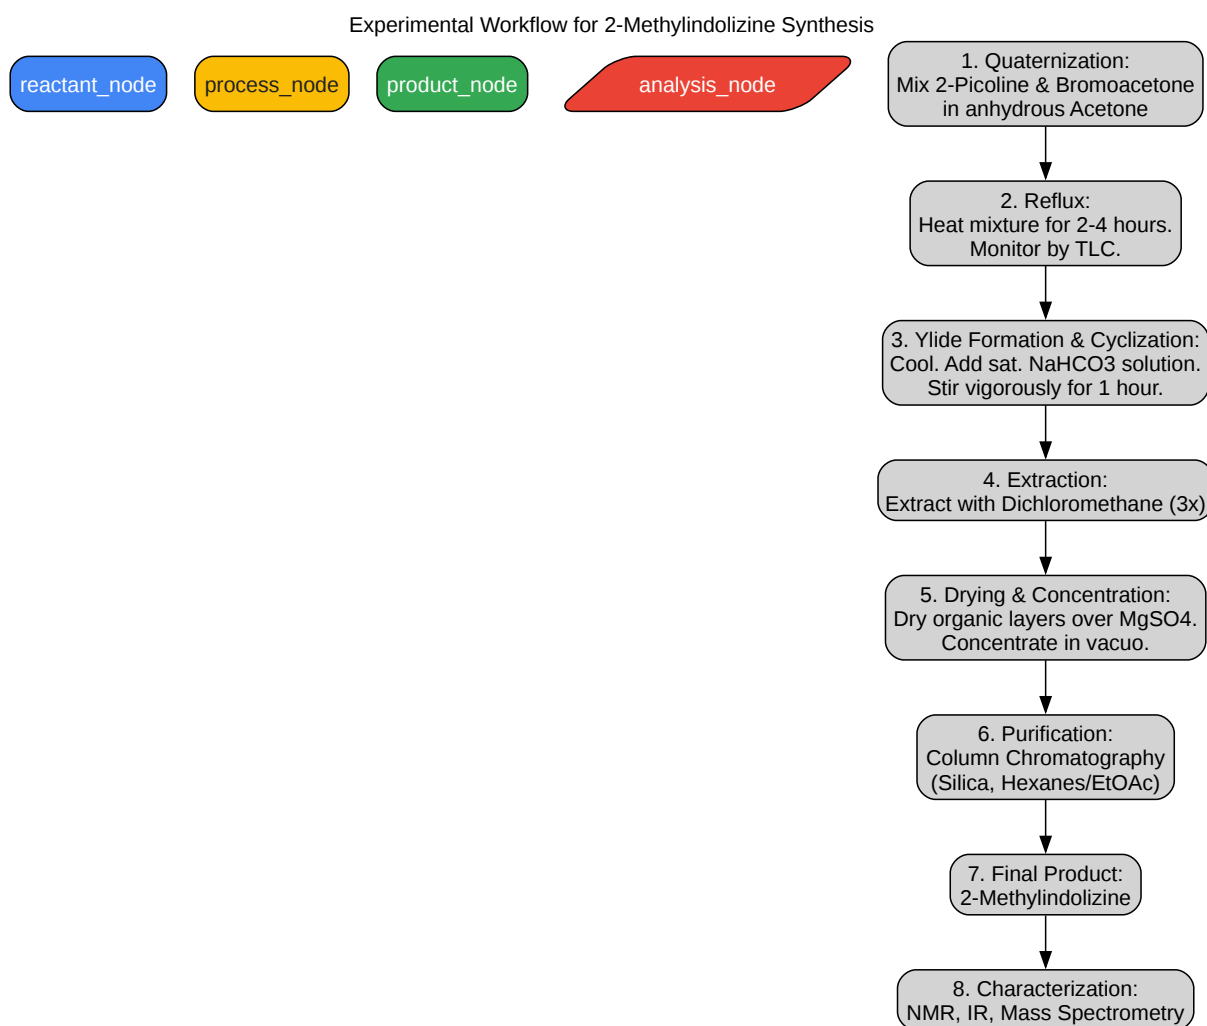 Experimental Workflow for 2-Methylindolizine Synthesis
reactant_node
process_node
product_node
analysis_node
1. Quaternization:
Mix 2-Picoline & Bromoacetone
in anhydrous Acetone
2. Reflux:
Heat mixture for 2-4 hours.
Monitor by TLC.
3. Ylide Formation & Cyclization:
Cool. Add sat. NaHCO3 solution.
Stir vigorously for 1 hour.
4. Extraction:
Extract with Dichloromethane (3x)
5. Drying & Concentration:
Dry organic layers over MgSO4.
Concentrate in vacuo.
6. Purification:
Column Chromatography
(Silica, Hexanes/EtOAc)
7. Final Product:
2-Methylindolizine
8. Characterization:
NMR, IR, Mass Spectrometry